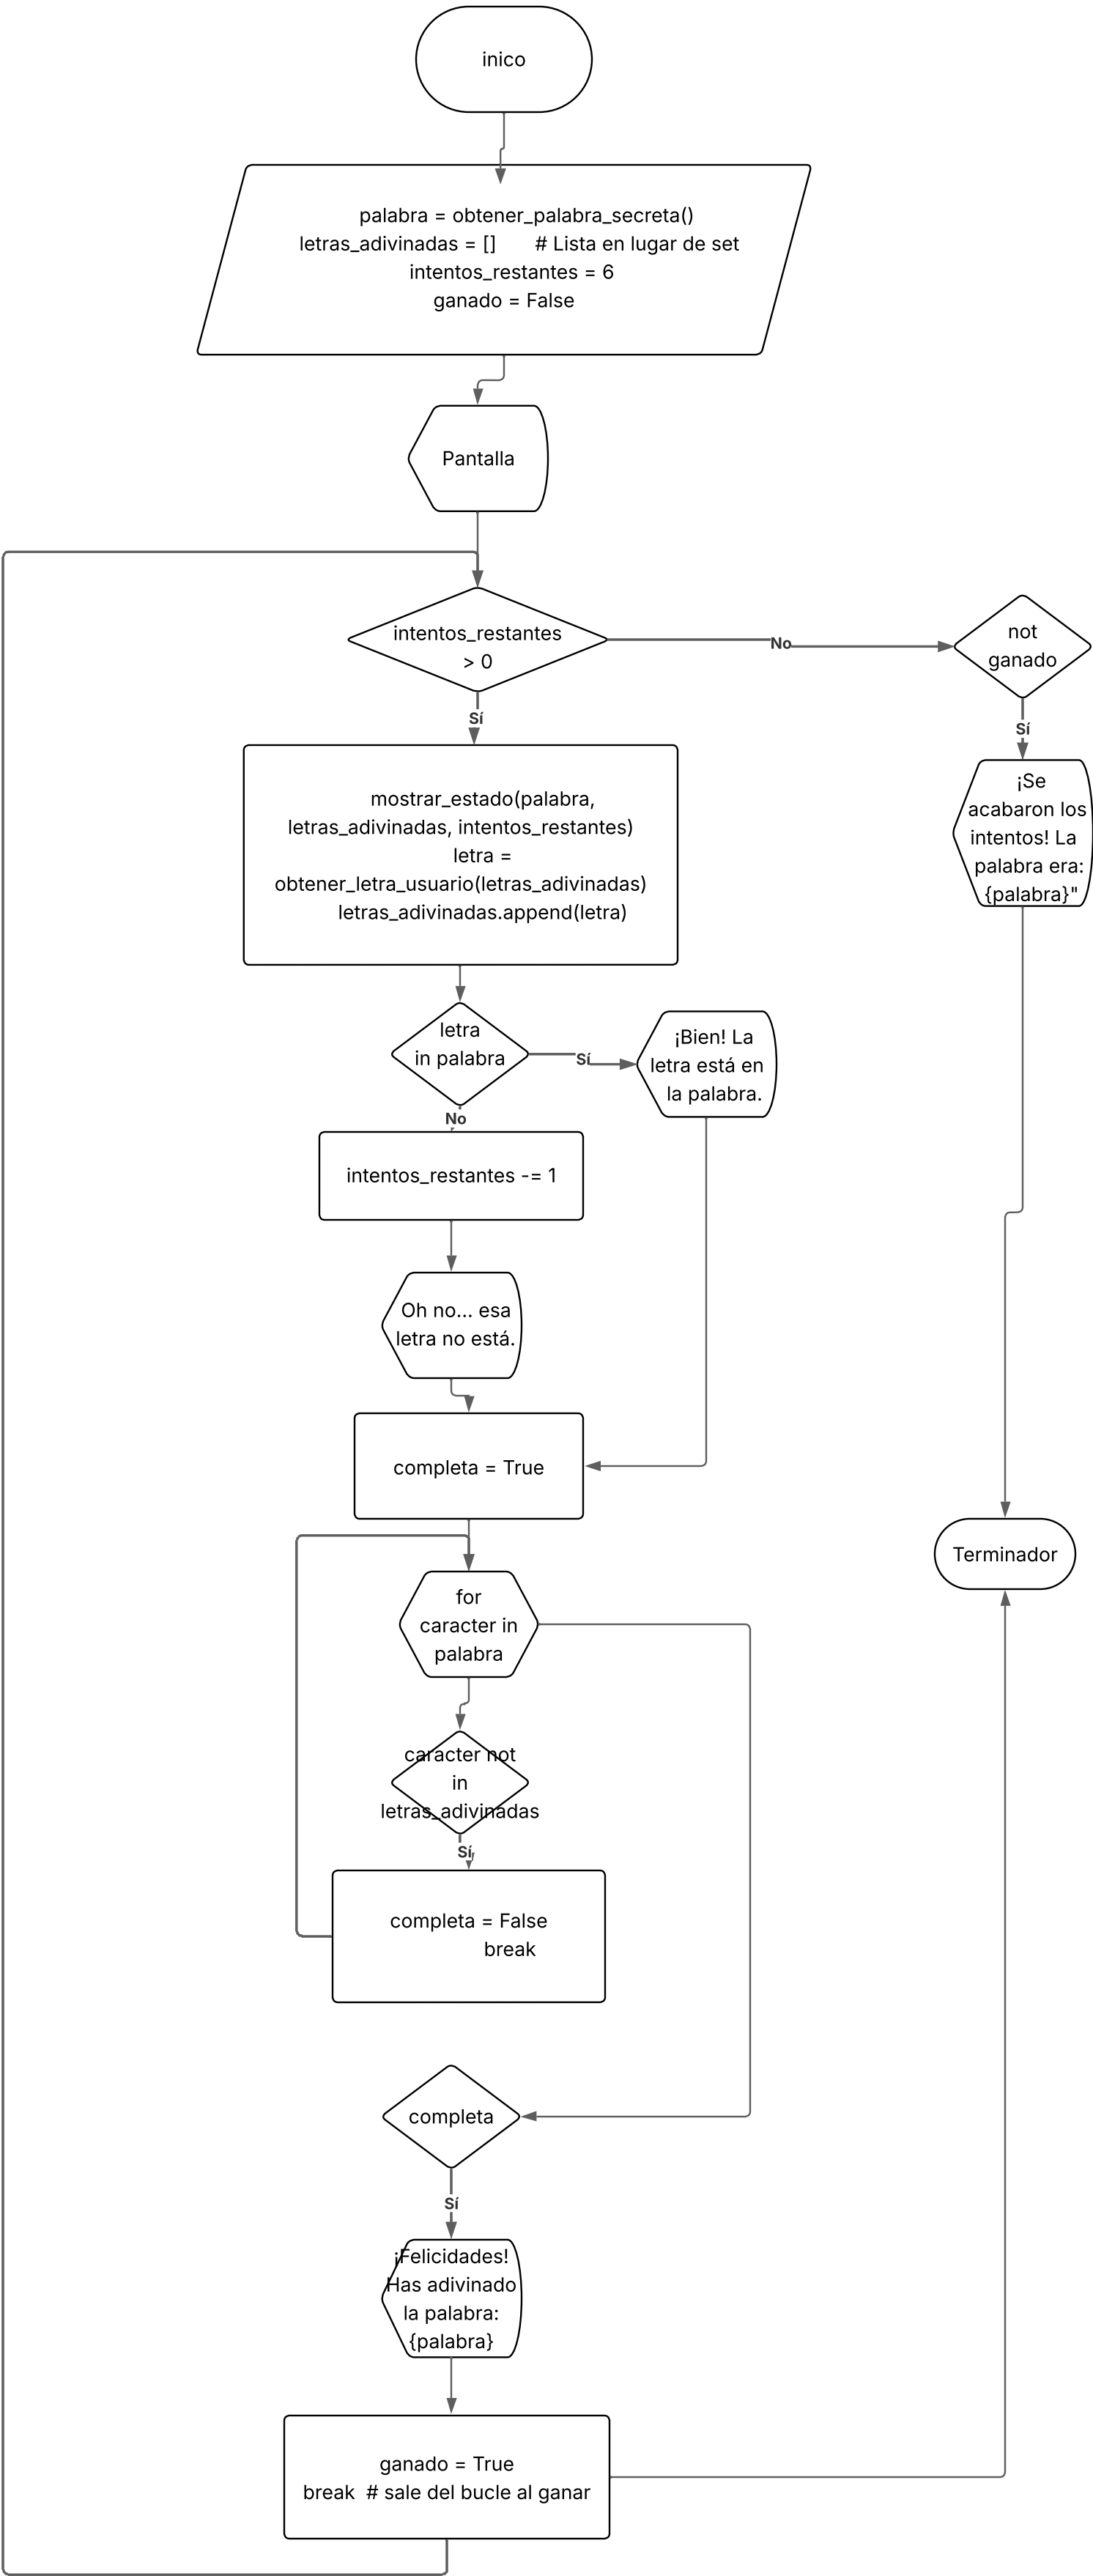 inico
palabra = obtener_palabra_secreta()
letras_adivinadas = []      # Lista en lugar de set
intentos_restantes = 6
ganado = False
Pantalla
intentos_restantes
> 0
No
not
ganado
Sí
Sí
mostrar_estado(palabra,
letras_adivinadas, intentos_restantes)
letra =
obtener_letra_usuario(letras_adivinadas)
letras_adivinadas.append(letra)
¡Se
acabaron los
intentos! La
palabra era:
{palabra}"
letra
in palabra
Sí
¡Bien! La
letra está en
la palabra.
No
intentos_restantes -= 1
Oh no... esa
letra no está.
completa = True
Terminador
for
caracter in
palabra
caracter not
in
letras_adivinadas
Sí
completa = False
break
completa
Sí
¡Felicidades!
Has adivinado
la palabra:
{palabra}
ganado = True
break  # sale del bucle al ganar